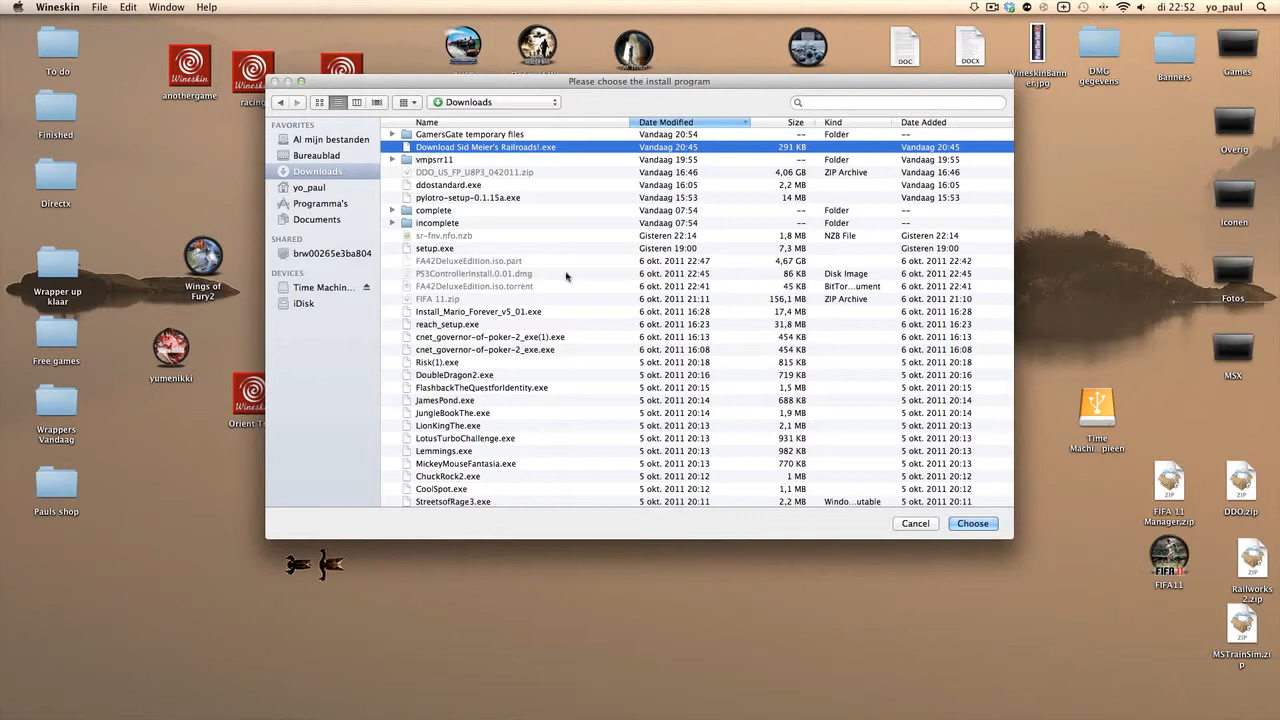 Wineskin File Edit Window Help
di 22:52 yo_paul
Please choose the install program
Downloads
FAVORITES
Al mijn bestanden
Bureaublad
Downloads
yo_paul
Programma's
Documents
SHARED
brw00265e3ba804
DEVICES
Time Machin...
iDisk
Name Date Modified Size Kind Date Added
GamersGate temporary files Vandaag 20:54 -- Folder --
Download Sid Meier's Railroads!.exe Vandaag 20:45 291 KB Vandaag 20:45
vmpsrr11 Vandaag 19:55 -- Folder --
DDO_US_FP_U8P3_042011.zip Vandaag 16:46 4,06 GB ZIP Archive Vandaag 16:46
ddostandard.exe Vandaag 16:05 2,2 MB Vandaag 16:05
pylotro-setup-0.1.15a.exe Vandaag 15:53 14 MB Vandaag 15:53
complete Vandaag 07:54 -- Folder --
incomplete Vandaag 07:54 -- Folder --
sr-fnv.nfo.nzb Gisteren 22:14 1,8 MB NZB File Gisteren 22:14
setup.exe Gisteren 19:00 7,3 MB Gisteren 19:00
FA42DeluxeEdition.iso.part 6 okt. 2011 22:47 4,67 GB 6 okt. 2011 22:42
PS3ControllerInstall.0.01.dmg 6 okt. 2011 22:45 86 KB Disk Image 6 okt. 2011 22:45
FA42DeluxeEdition.iso.torrent 6 okt. 2011 22:41 45 KB BitTor...ument 6 okt. 2011 22:41
FIFA 11.zip 6 okt. 2011 21:11 156,1 MB ZIP Archive 6 okt. 2011 21:10
Install_Mario_Forever_v5_01.exe 6 okt. 2011 16:28 17,4 MB 6 okt. 2011 16:28
reach_setup.exe 6 okt. 2011 16:23 31,8 MB 6 okt. 2011 16:23
cnet_governor-of-poker-2_exe(1).exe 6 okt. 2011 16:13 454 KB 6 okt. 2011 16:13
cnet_governor-of-poker-2_exe.exe 6 okt. 2011 16:08 454 KB 6 okt. 2011 16:08
Risk(1).exe 5 okt. 2011 20:18 815 KB 5 okt. 2011 20:18
DoubleDragon2.exe 5 okt. 2011 20:16 719 KB 5 okt. 2011 20:16
FlashbackTheQuestforIdentity.exe 5 okt. 2011 20:15 1,5 MB 5 okt. 2011 20:15
JamesPond.exe 5 okt. 2011 20:14 688 KB 5 okt. 2011 20:14
JungleBookThe.exe 5 okt. 2011 20:14 1,9 MB 5 okt. 2011 20:14
LionKingThe.exe 5 okt. 2011 20:13 2,1 MB 5 okt. 2011 20:13
LotusTurboChallenge.exe 5 okt. 2011 20:13 931 KB 5 okt. 2011 20:13
Lemmings.exe 5 okt. 2011 20:13 982 KB 5 okt. 2011 20:13
MickeyMouseFantasia.exe 5 okt. 2011 20:13 770 KB 5 okt. 2011 20:13
ChuckRock2.exe 5 okt. 2011 20:12 1 MB 5 okt. 2011 20:12
CoolSpot.exe 5 okt. 2011 20:12 1,1 MB 5 okt. 2011 20:12
StreetsofRage3.exe 5 okt. 2011 20:11 2,2 MB Windo...utable 5 okt. 2011 20:11
Cancel Choose
To do
Finished
Directx
Wrapper up
klaar
Free games
Wrappers
Vandaag
Pauls shop
Wineskin
anothergame
Wineskin
racing
Wings of
Fury2
yumenikki
Wineskin
Orient T
DOC
DOCX
WineskinBan
ner.jpg
DMG
gegevens
Banners
Games
Overig
Iconen
Fotos
MSX
Time
Machi...pieen
ZIP
FIFA 11
Manager.zip
ZIP
DDO.zip
FIFA 11
FIFA11
ZIP
Railworks
2.zip
ZIP
MSTrainSim.zi
p